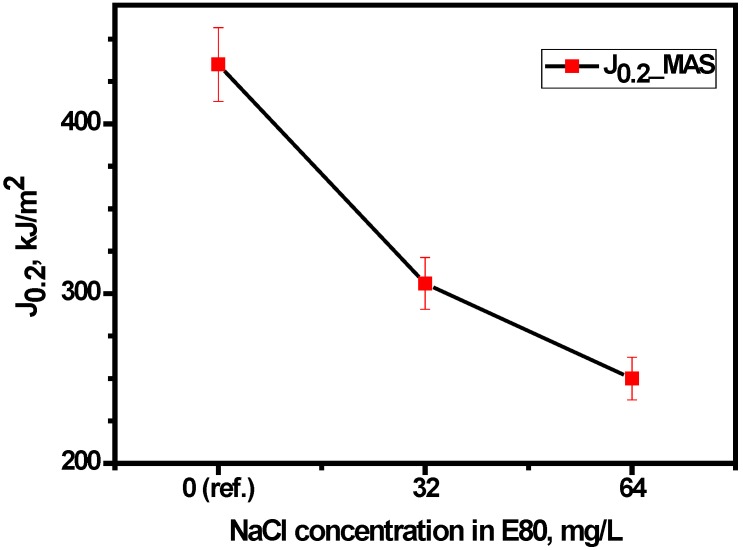 J0.2_MAS
400
300
200
J0.2, kJ/m2
0 (ref.)
32
64
NaCl concentration in E80, mg/L